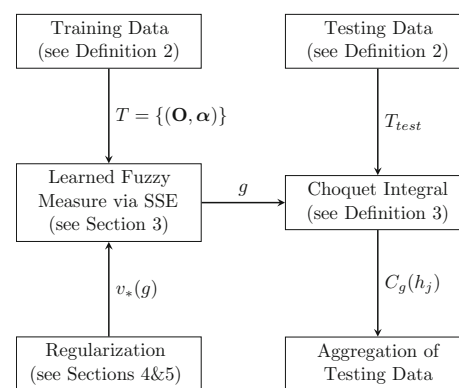 Training Data
(see Definition 2)
Testing Data
(see Definition 2)
T = {(O, α)}
T_test
Learned Fuzzy
Measure via SSE
(see Section 3)
g
Choquet Integral
(see Definition 3)
v_*(g)
C_g(h_j)
Regularization
(see Sections 4&5)
Aggregation of
Testing Data